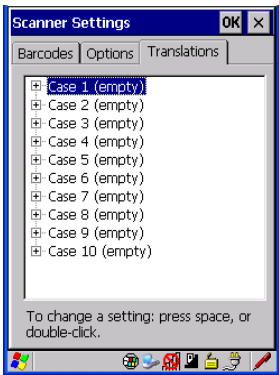 Scanner Settings OK
Barcodes Options Translations
Case 1 (empty)
Case 2 (empty)
Case 3 (empty)
Case 4 (empty)
Case 5 (empty)
Case 6 (empty)
Case 7 (empty)
Case 8 (empty)
Case 9 (empty)
Case 10 (empty)
To change a setting: press space, or
double-click.